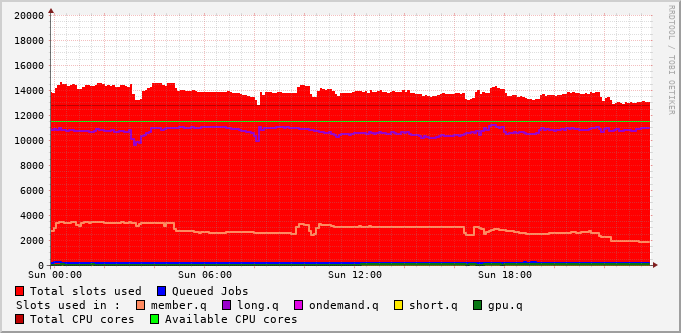 20000
18000
16000
14000
12000
10000
8000
6000
4000
2000
0
Sun 00:00 Sun 06:00 Sun 12:00 Sun 18:00
RRDTOOL / TOBI OETIKER
Total slots used Queued Jobs
Slots used in : member.q long.q ondemand.q short.q gpu.q
Total CPU cores Available CPU cores